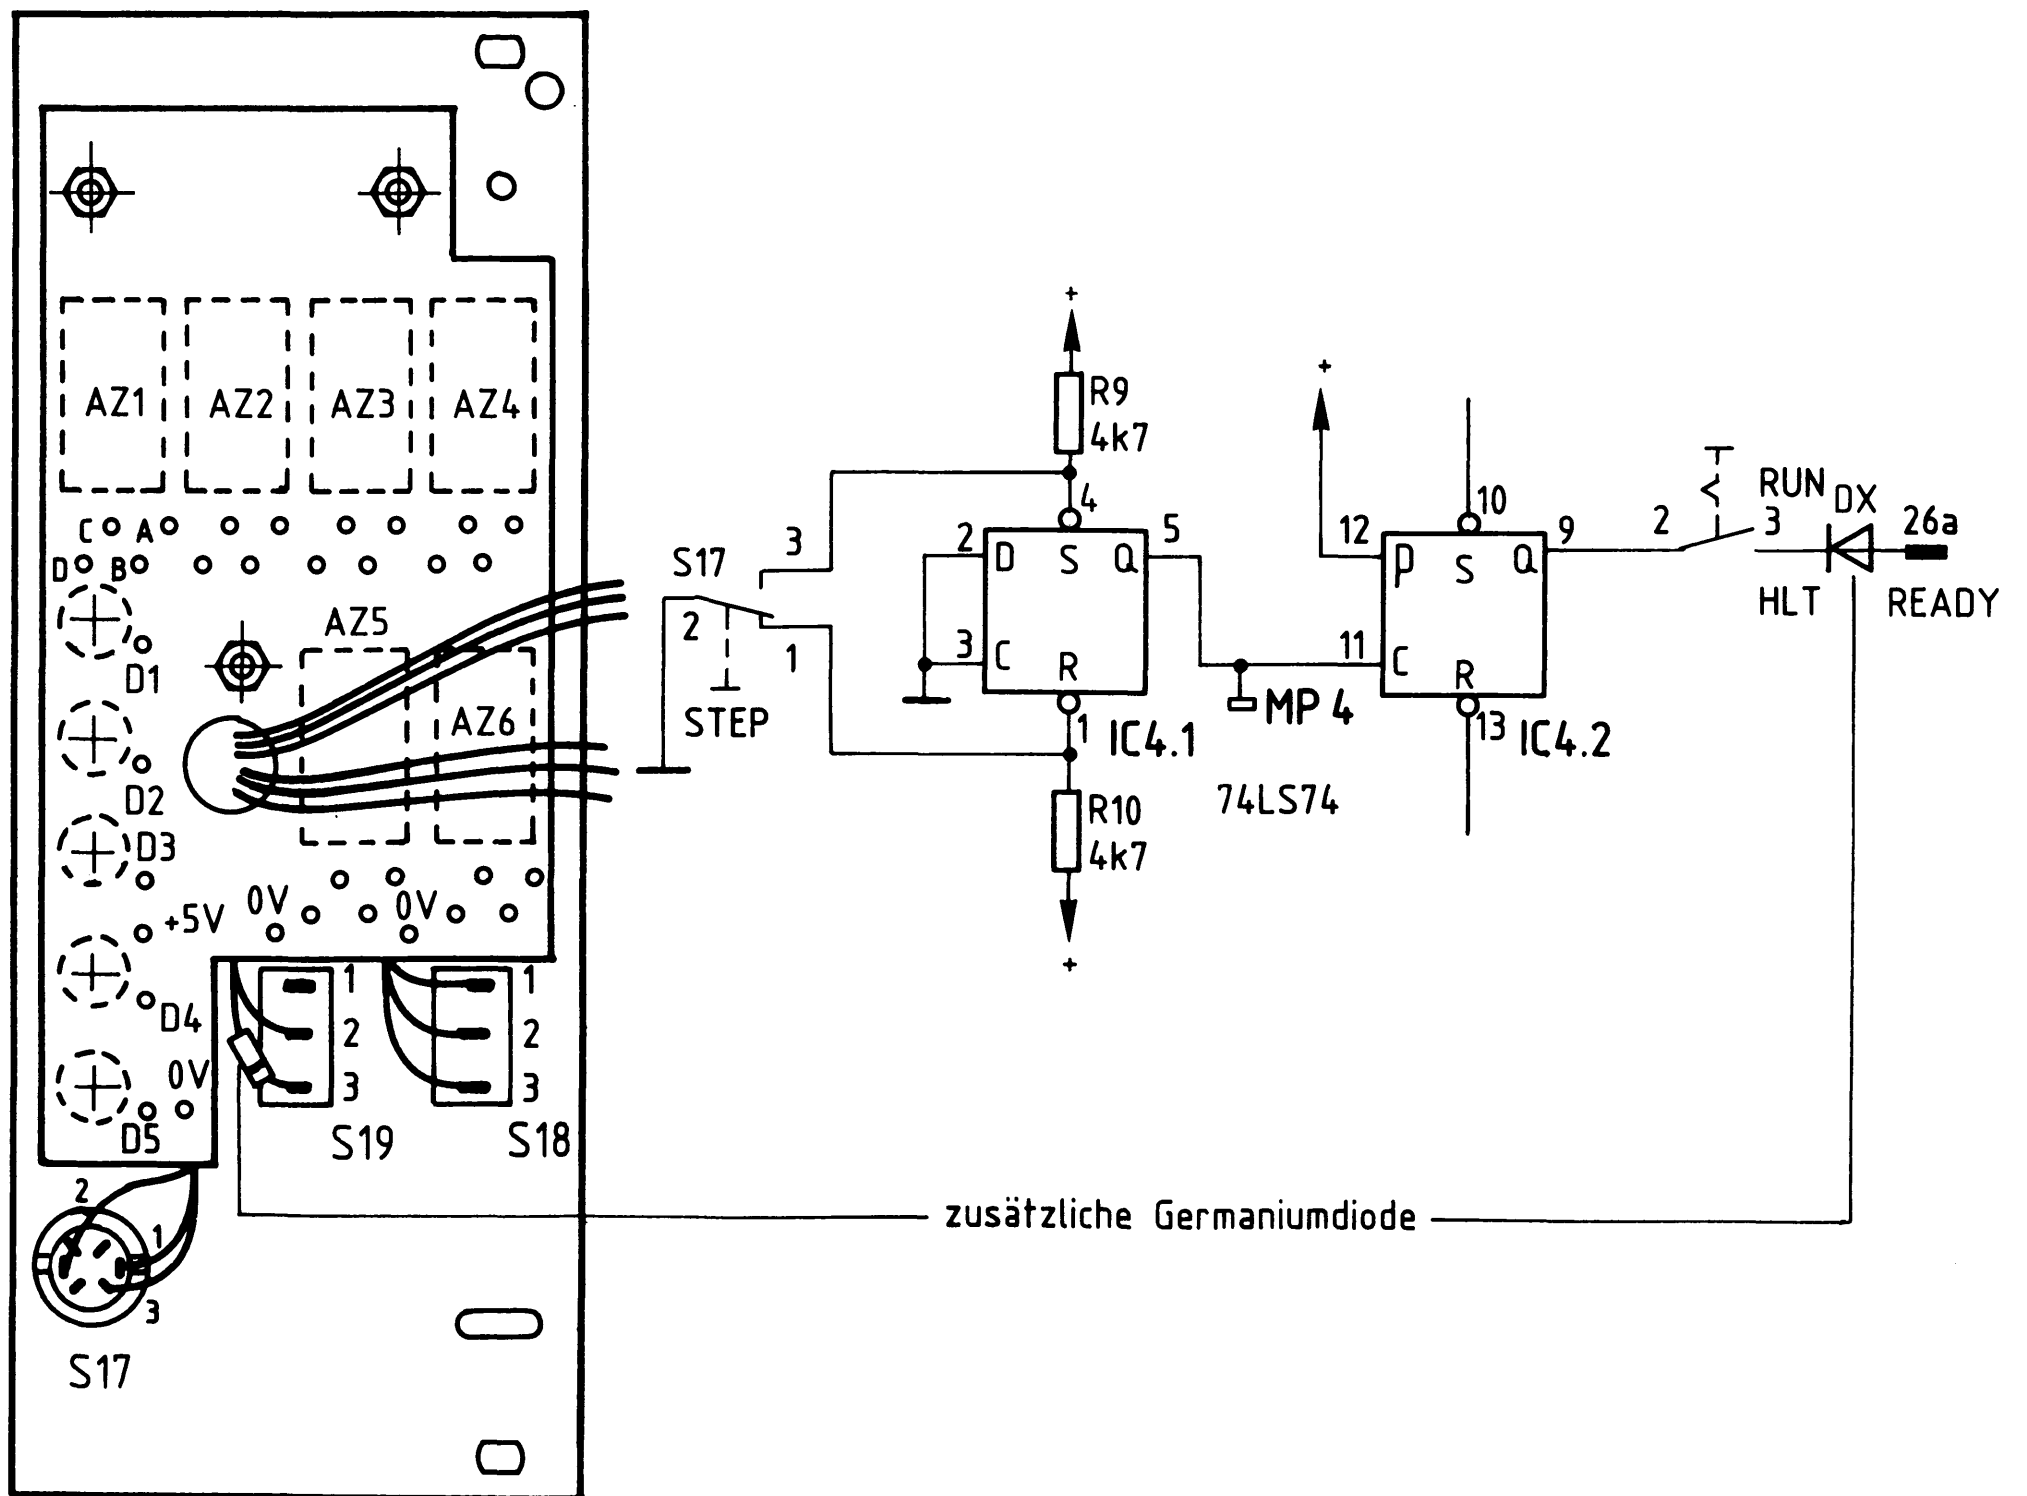 AZ1 AZ2 AZ3 AZ4
C A
D B
D1
AZ5
AZ6
D2
D3
+5V 0V 0V
D4
0V
D5
1 1
2 2
3 3
S19 S18
2
1
3
S17
S17
3
2
1
STEP
+
R9
4k7
4
2 D S Q 5
3 C R
1 IC4.1
R10
4k7
+
MP 4
74LS74
+
10
12 p S Q 9
11 C R
13 IC4.2
2 3
RUN
DX
26a
HLT
READY
zusätzliche Germaniumdiode